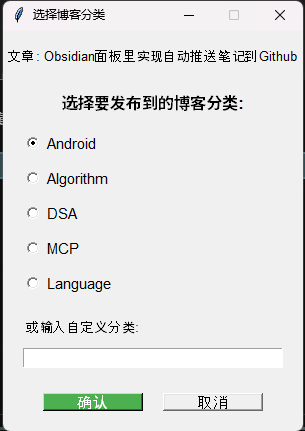 选择博客分类
文章: Obsidian面板里实现自动推送笔记到Github
选择要发布到的博客分类:
Android
Algorithm
DSA
MCP
Language
或输入自定义分类:
确认
取消